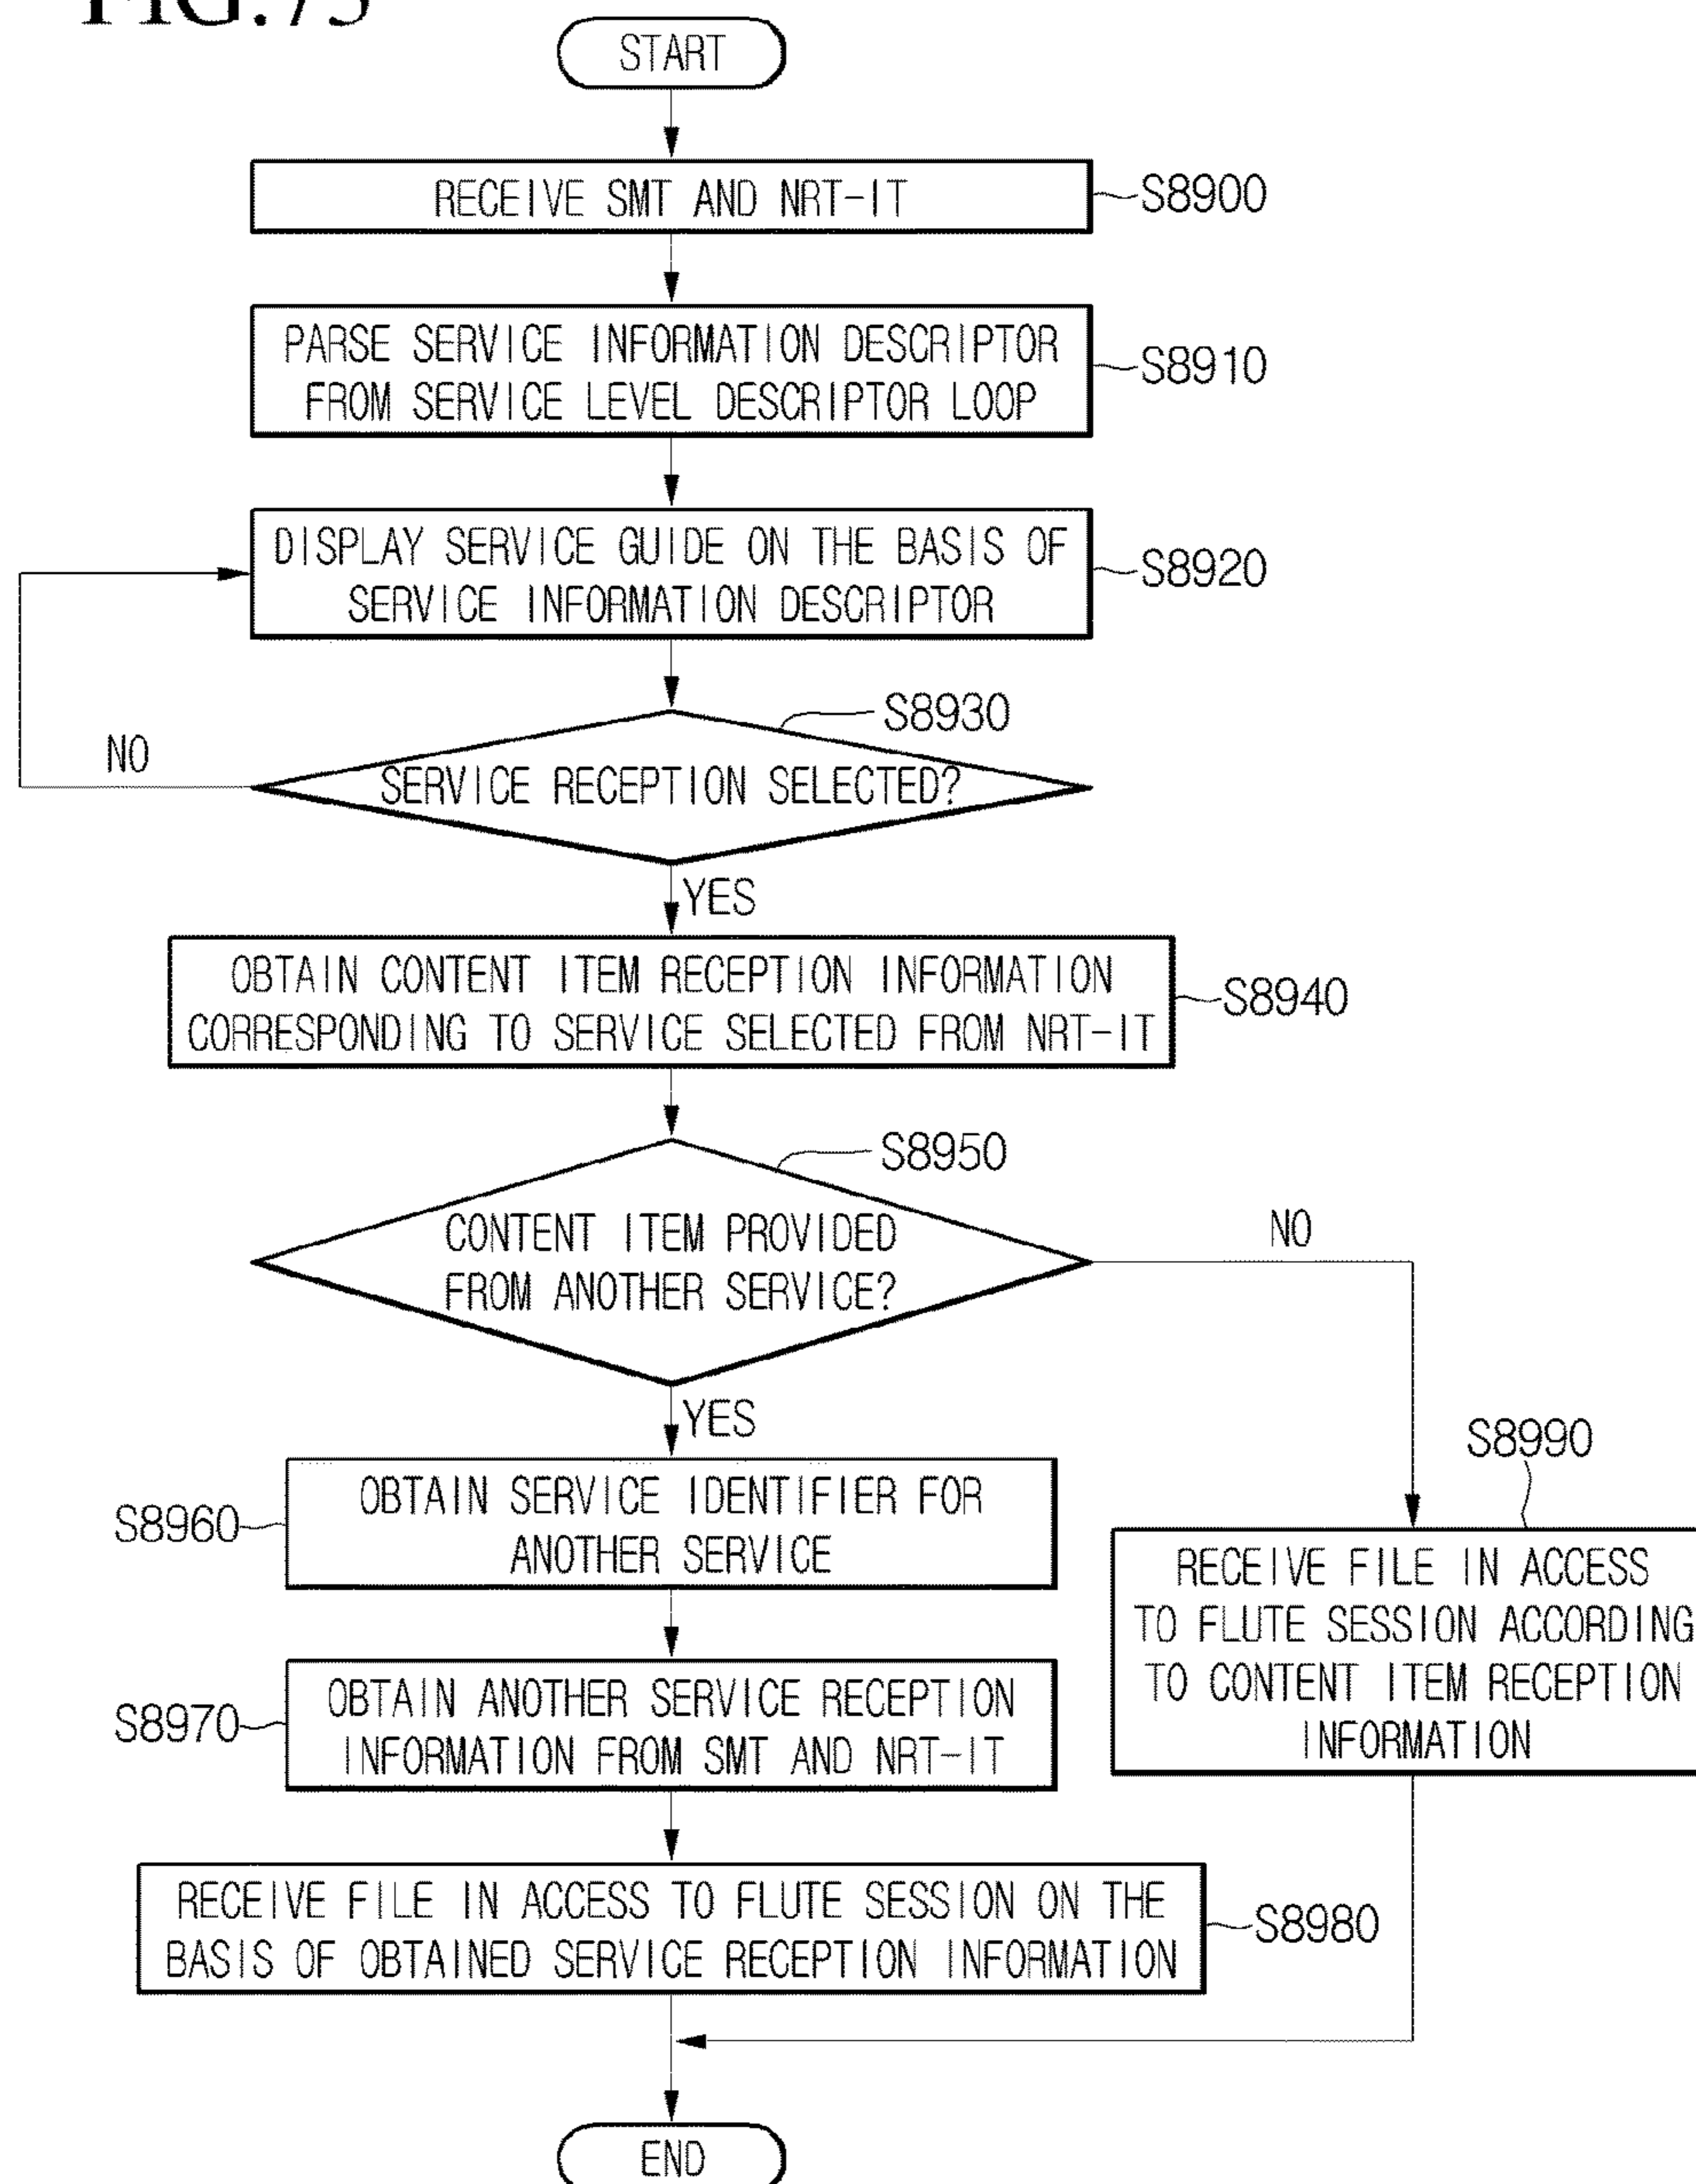 FIG. 75
START
RECEIVE SMT AND NRT-IT
S8900
PARSE SERVICE INFORMATION DESCRIPTOR
FROM SERVICE LEVEL DESCRIPTOR LOOP
S8910
DISPLAY SERVICE GUIDE ON THE BASIS OF
SERVICE INFORMATION DESCRIPTOR
S8920
S8930
NO
SERVICE RECEPTION SELECTED?
YES
OBTAIN CONTENT ITEM RECEPTION INFORMATION
CORRESPONDING TO SERVICE SELECTED FROM NRT-IT
S8940
S8950
CONTENT ITEM PROVIDED
FROM ANOTHER SERVICE?
NO
YES
S8960
OBTAIN SERVICE IDENTIFIER FOR
ANOTHER SERVICE
S8990
RECEIVE FILE IN ACCESS
TO FLUTE SESSION ACCORDING
TO CONTENT ITEM RECEPTION
INFORMATION
S8970
OBTAIN ANOTHER SERVICE RECEPTION
INFORMATION FROM SMT AND NRT-IT
RECEIVE FILE IN ACCESS TO FLUTE SESSION ON THE
BASIS OF OBTAINED SERVICE RECEPTION INFORMATION
S8980
END